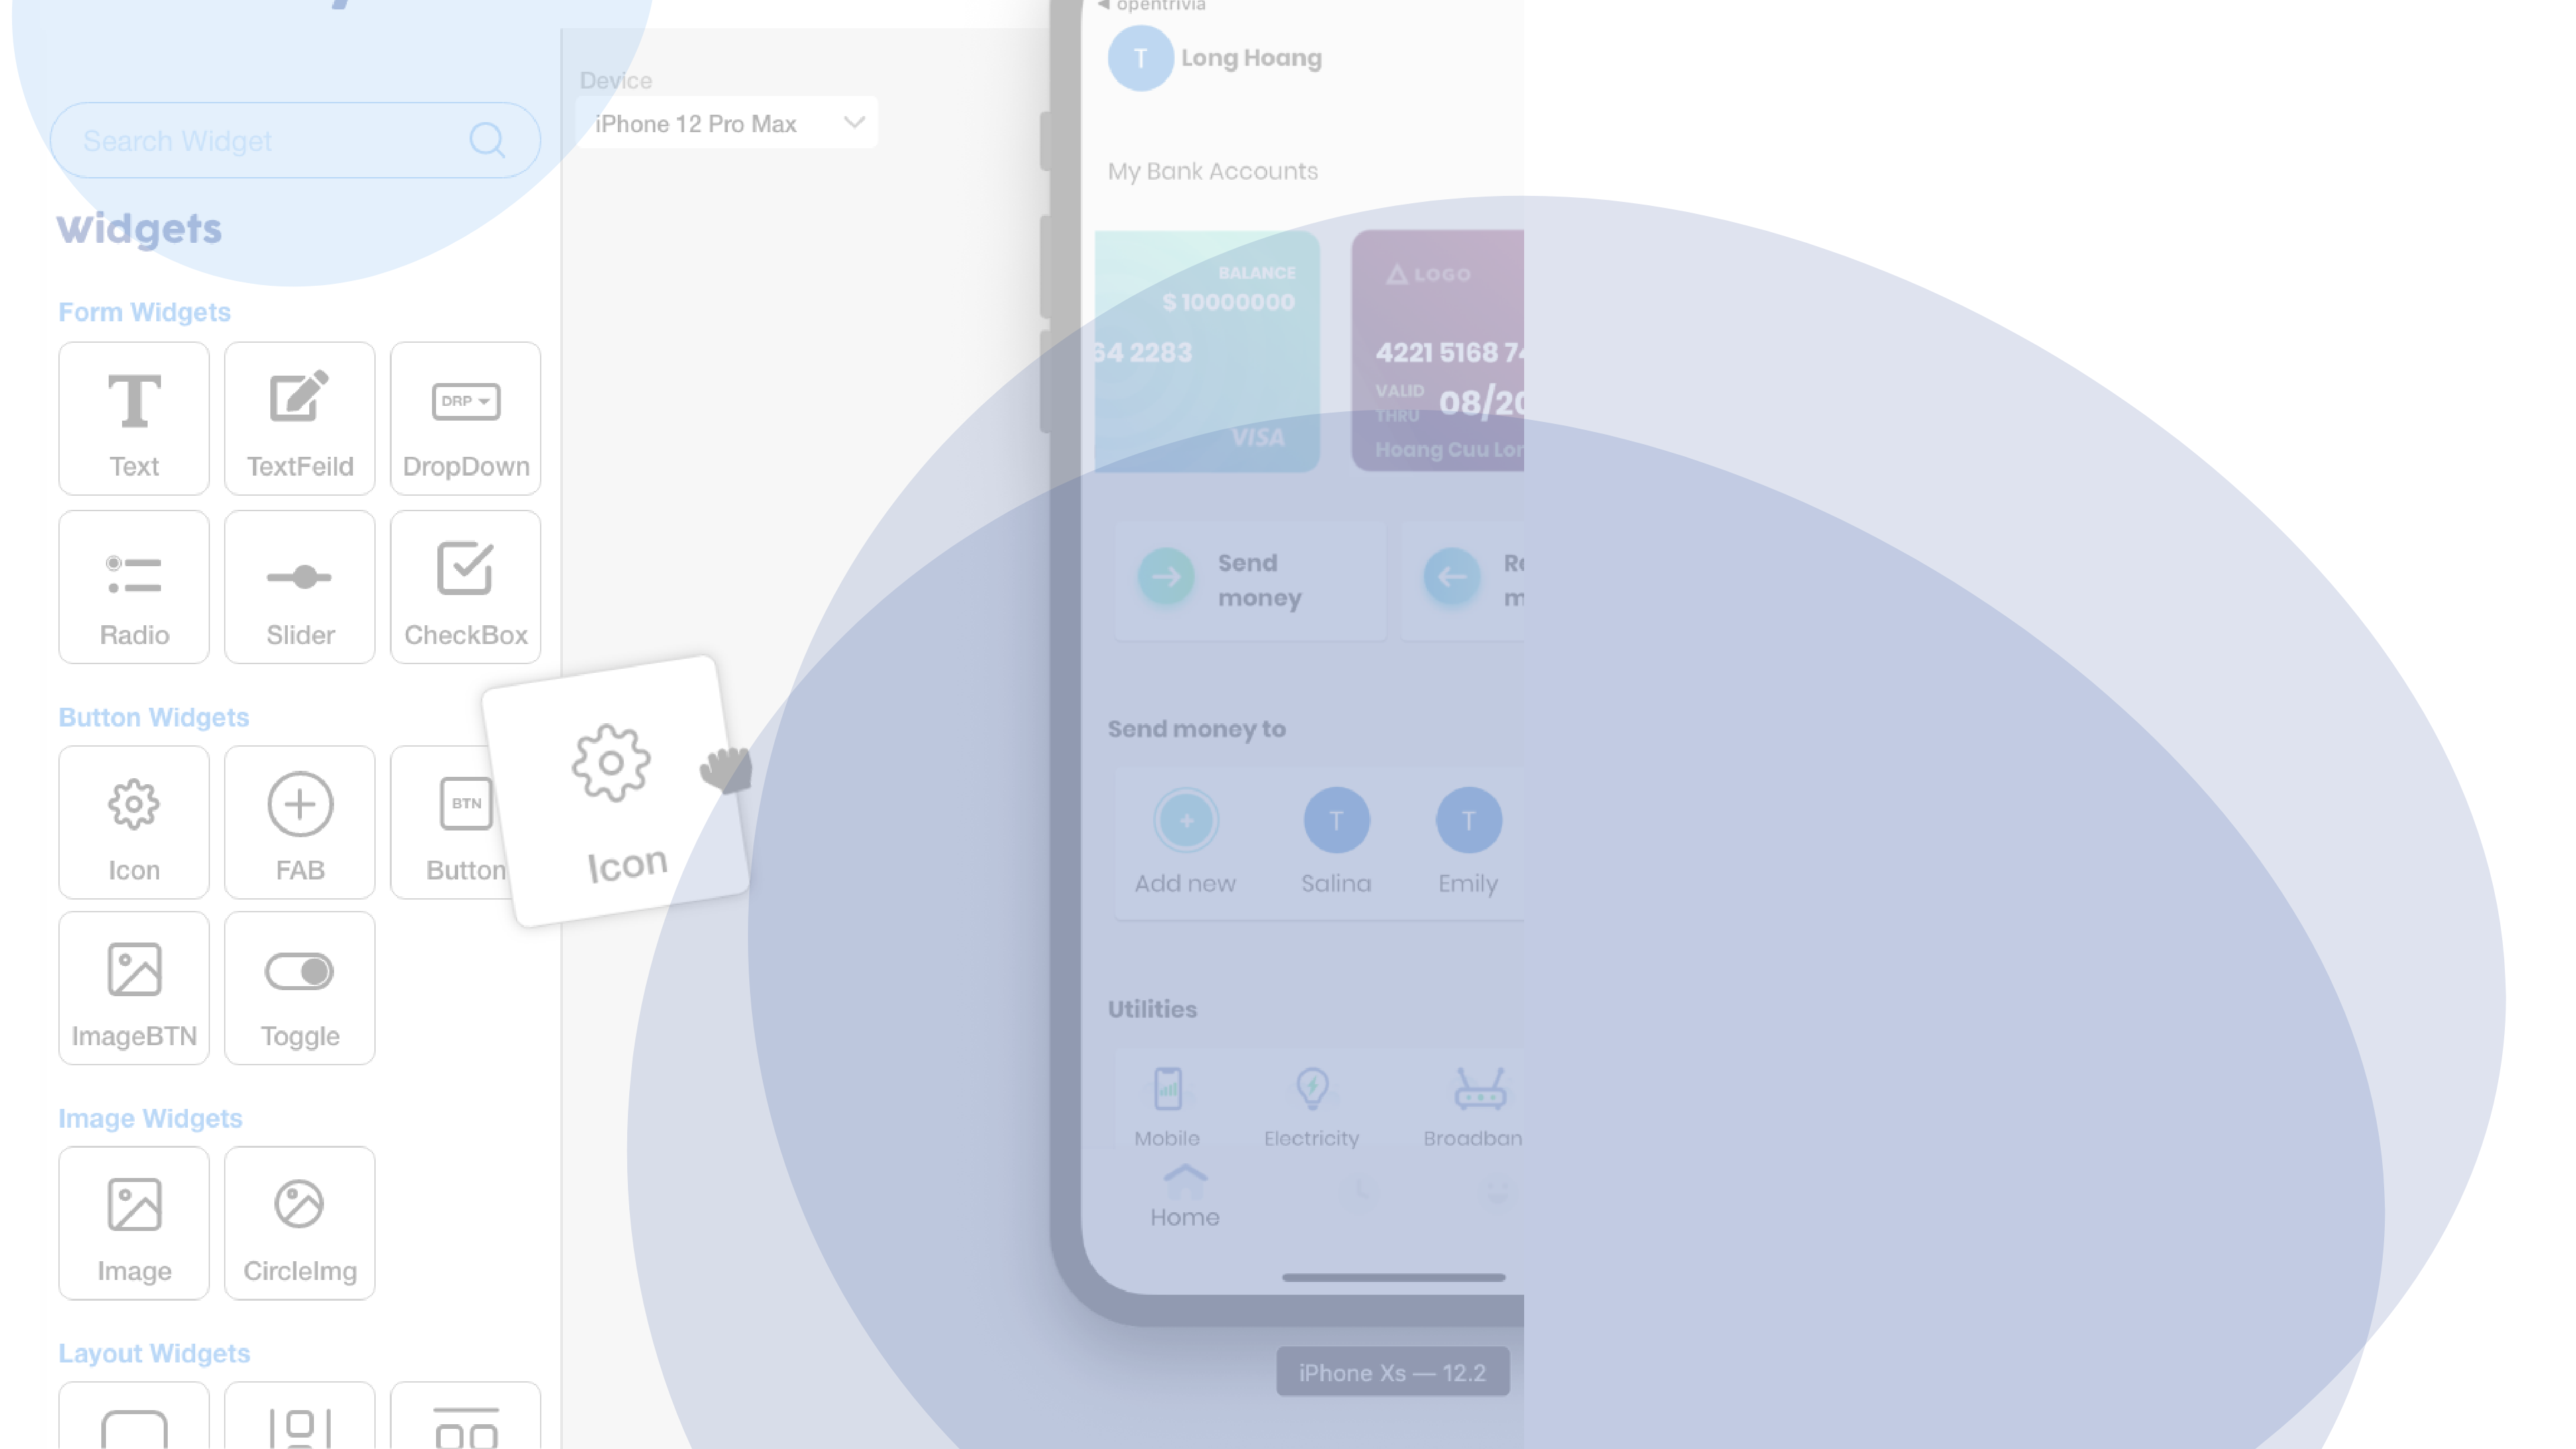 Device
Search Widget
iPhone 12 Pro Max
Widgets
Form Widgets
Text
TextFeild
DropDown
DRP
Radio
Slider
CheckBox
Button Widgets
Icon
FAB
BTN
Button
Icon
ImageBTN
Toggle
Image Widgets
Image
CircleImg
Layout Widgets
opentrivia
T
Long Hoang
My Bank Accounts
BALANCE
$ 10000000
64 2283
VISA
LOGO
4221 5168 74
VALID
THRU
08/20
Hoang Cuu Lon
Send
money
Send money to
Add new
T
Salina
T
Emily
Utilities
Mobile
Electricity
Broadban
Home
iPhone Xs — 12.2